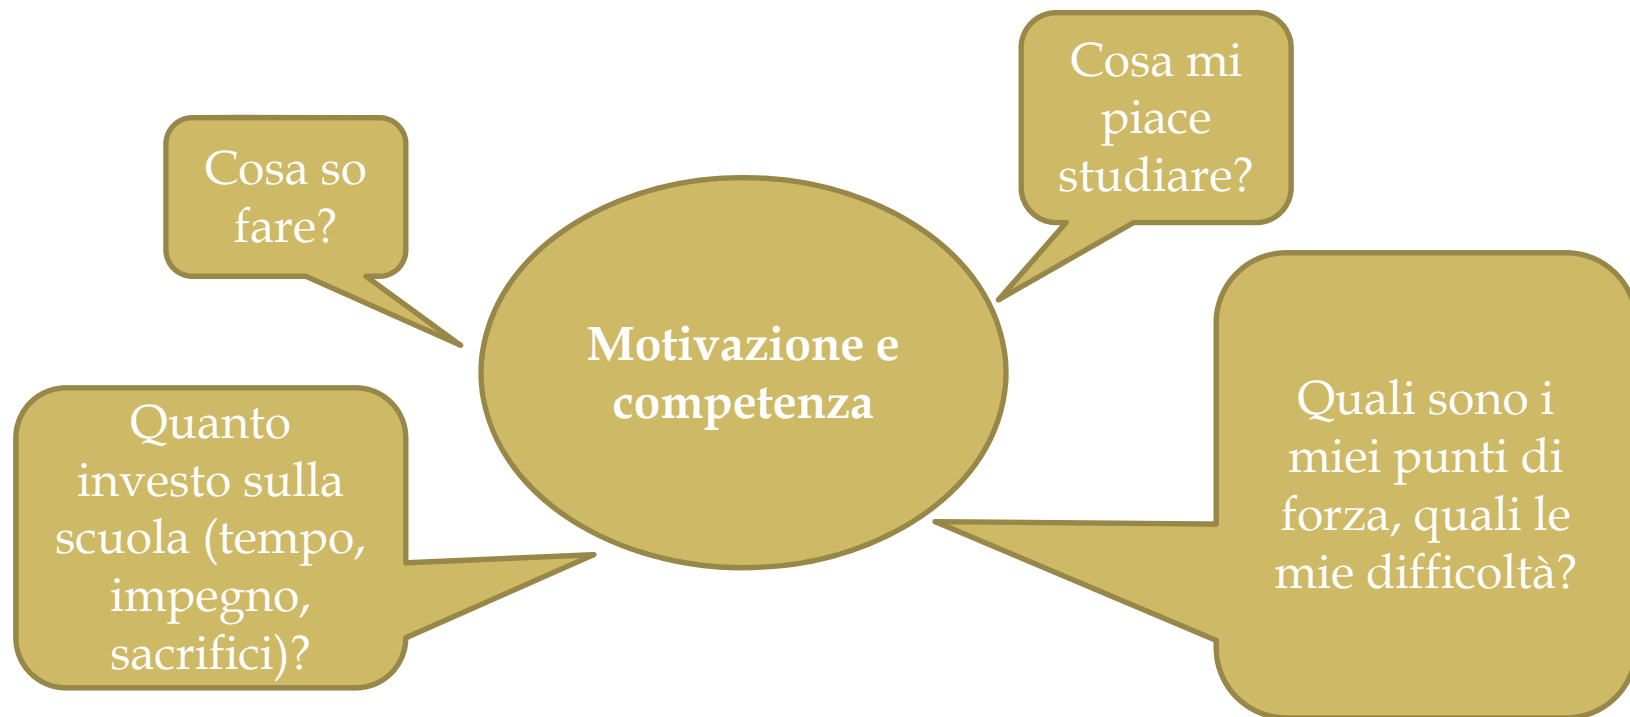 Cosa so
fare?
Cosa mi
piace
studiare?
Motivazione e
competenza
Quanto
investo sulla
scuola (tempo,
impegno,
sacrifici)?
Quali sono i
miei punti di
forza, quali le
mie difficoltà?